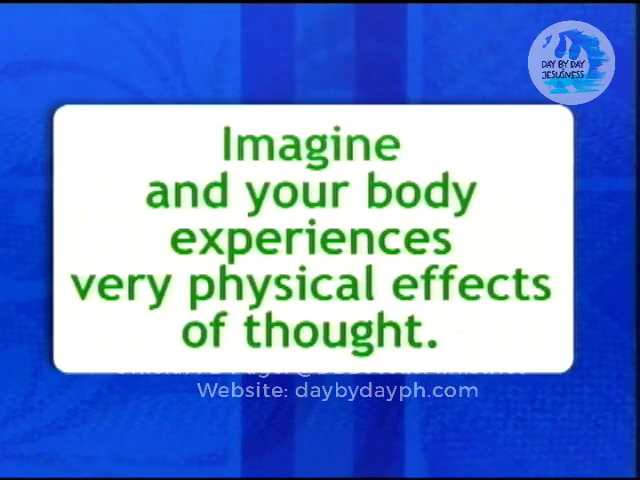 DAY BY DAY
JESUSNESS
Imagine
and your body
experiences
very physical effects
of thought.
Website: daybydayph.com